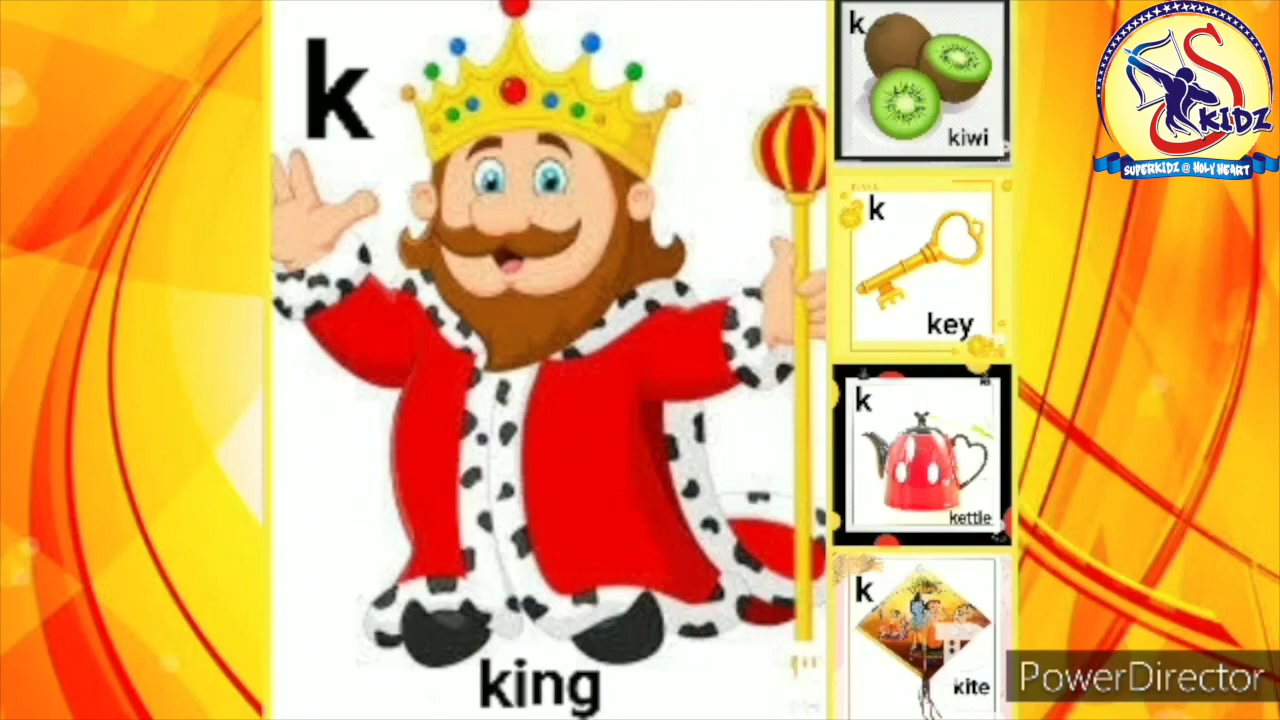 k
king
k
kiwi
k
key
k
kettle
k
kite
S
KIDZ
SUPERKIDZ @ HOLY HEART
PowerDirector